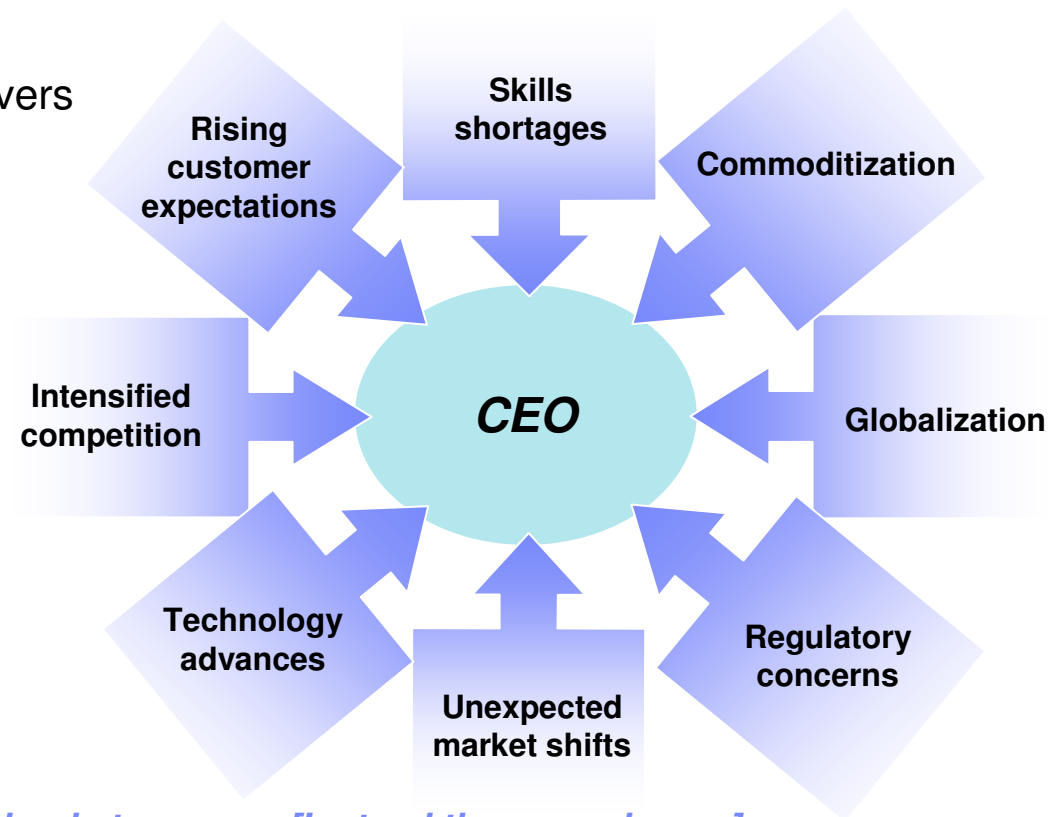 vers
Skills
shortages
Rising
customer
expectations
Commoditization
Intensified
competition
CEO
Globalization
Technology
advances
Regulatory
concerns
Unexpected
market shifts